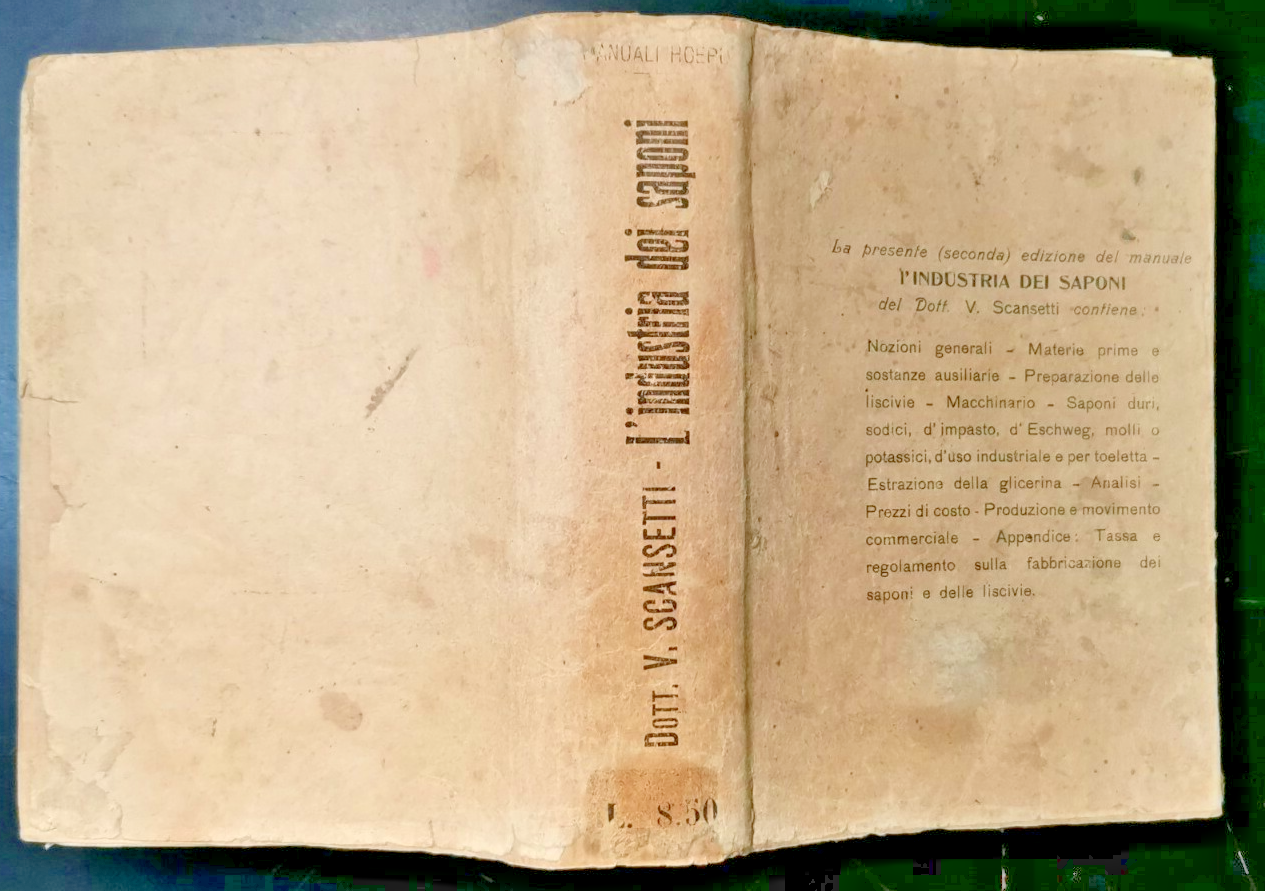 MANUALI HOEPLI
DOTT. V. SCANSETTI - L'industria dei saponi
L. 8.50
La presente (seconda) edizione del manuale
l'INDUSTRIA DEI SAPONI
del Dott. V. Scansetti contiene:
Nozioni generali – Materie prime e
sostanze ausiliarie – Preparazione delle
liscivie – Macchinario – Saponi duri,
sodici, d'impasto, d'Eschweg, molli o
potassici, d'uso industriale e per toeletta –
Estrazione della glicerina – Analisi –
Prezzi di costo - Produzione e movimento
commerciale – Appendice: Tassa e
regolamento sulla fabbricazione dei
saponi e delle liscivie.